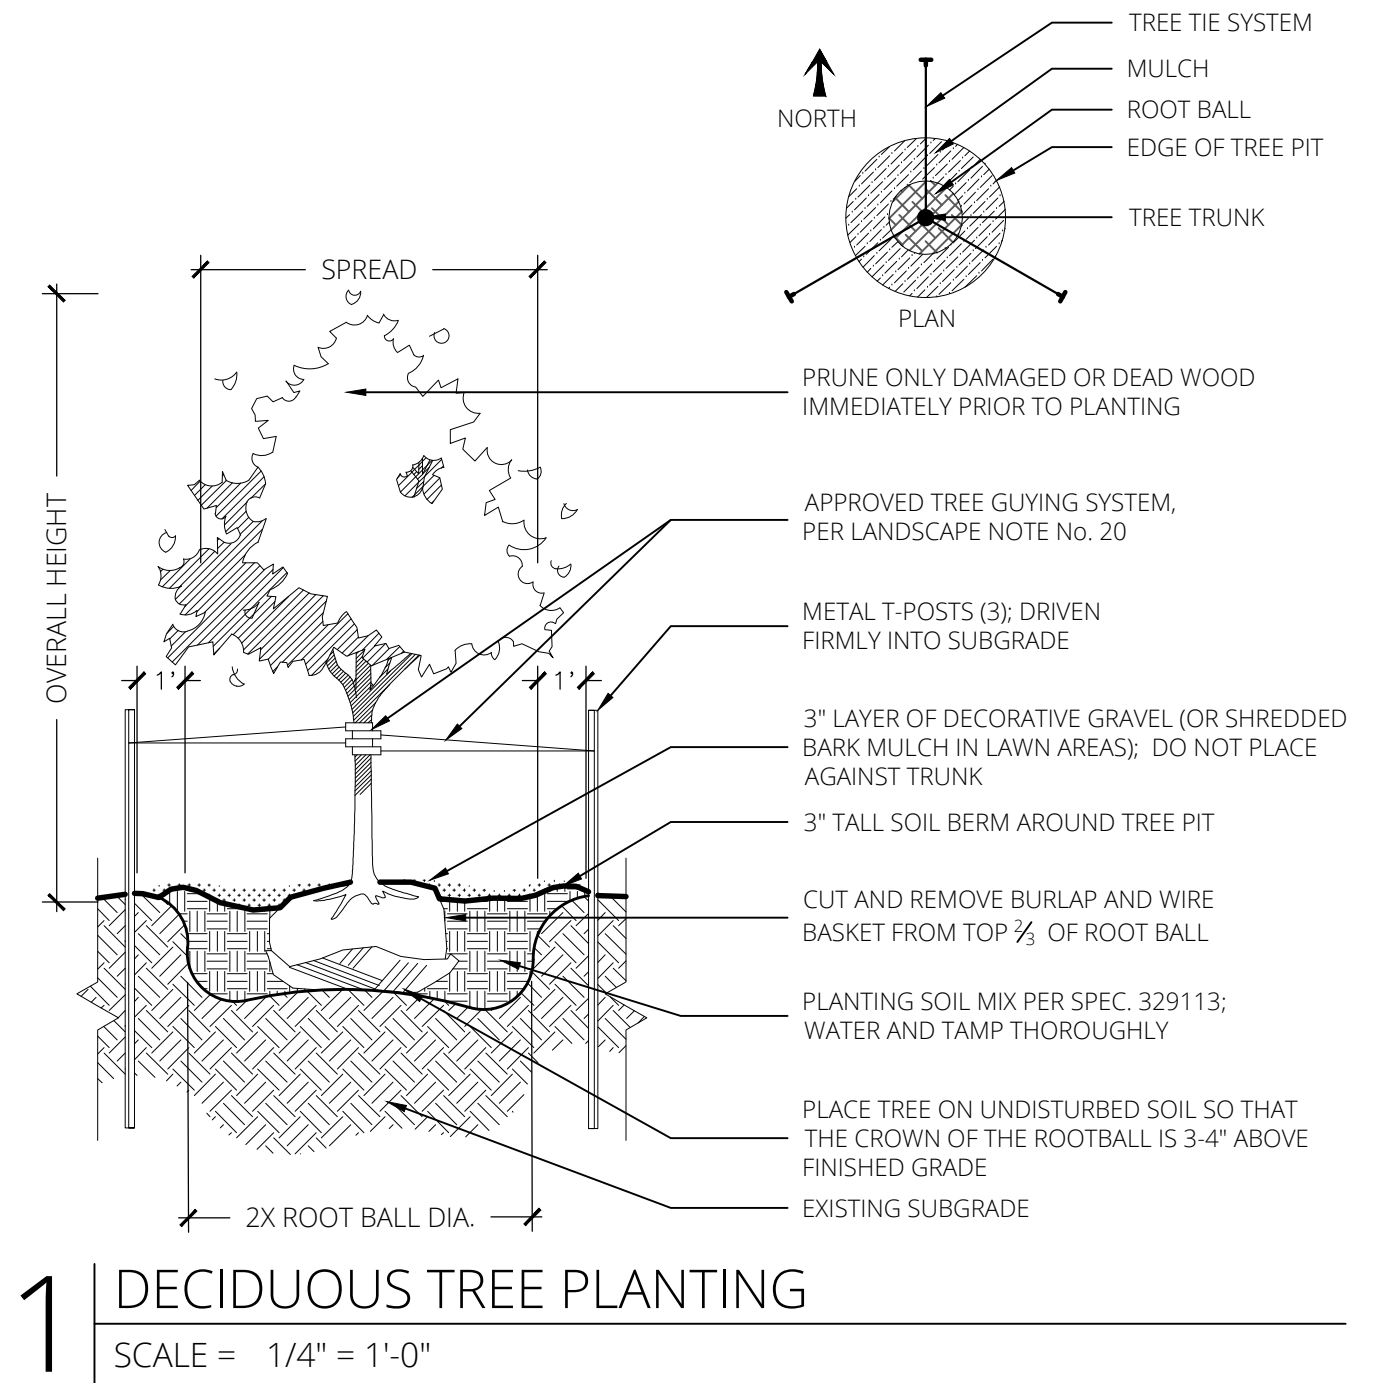 TREE TIE SYSTEM
MULCH
ROOT BALL
EDGE OF TREE PIT
TREE TRUNK
NORTH
PLAN
SPREAD
OVERALL HEIGHT
PRUNE ONLY DAMAGED OR DEAD WOOD
IMMEDIATELY PRIOR TO PLANTING
APPROVED TREE GUYING SYSTEM,
PER LANDSCAPE NOTE No. 20
METAL T-POSTS (3); DRIVEN
FIRMLY INTO SUBGRADE
1'
1'
3" LAYER OF DECORATIVE GRAVEL (OR SHREDDED
BARK MULCH IN LAWN AREAS); DO NOT PLACE
AGAINST TRUNK
3" TALL SOIL BERM AROUND TREE PIT
CUT AND REMOVE BURLAP AND WIRE
BASKET FROM TOP 2/3 OF ROOT BALL
PLANTING SOIL MIX PER SPEC. 329113;
WATER AND TAMP THOROUGHLY
PLACE TREE ON UNDISTURBED SOIL SO THAT
THE CROWN OF THE ROOTBALL IS 3-4" ABOVE
FINISHED GRADE
EXISTING SUBGRADE
2X ROOT BALL DIA.
1
DECIDUOUS TREE PLANTING
SCALE = 1/4" = 1'-0"